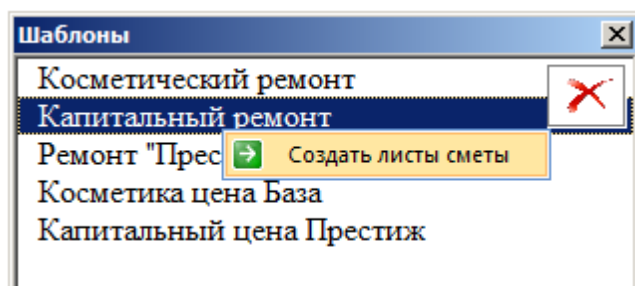 Шаблоны
Косметический ремонт
Капитальный ремонт
Ремонт "Прес
Создать листы сметы
Косметика цена База
Капитальный цена Престиж